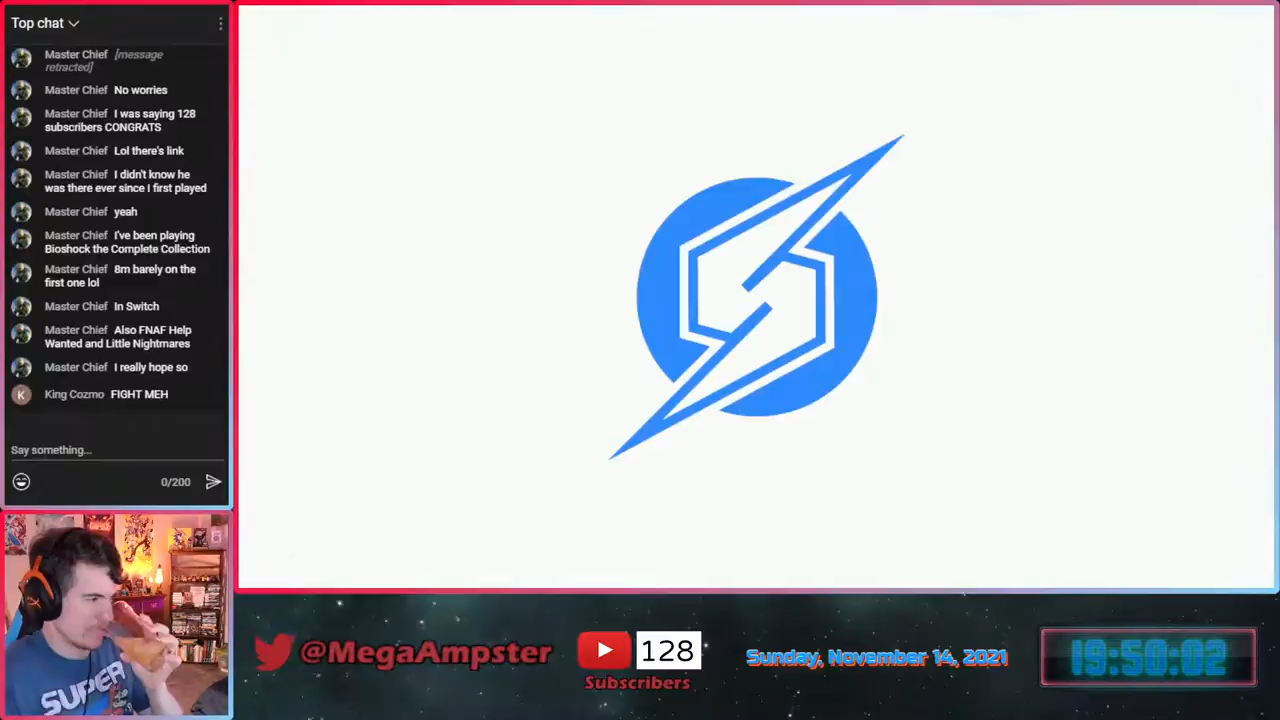 Top chat
Master Chief [message
retracted]
Master Chief No worries
Master Chief I was saying 128
subscribers CONGRATS
Master Chief Lol there's link
Master Chief I didn't know he
was there ever since I first played
Master Chief yeah
Master Chief I've been playing
Bioshock the Complete Collection
Master Chief 8m barely on the
first one lol
Master Chief In Switch
Master Chief Also FNAF Help
Wanted and Little Nightmares
Master Chief I really hope so
K King Cozmo FIGHT MEH
Say something...
0/200
SUPER
@MegaAmpster
128
Subscribers
Sunday, November 14, 2021
19:50:02